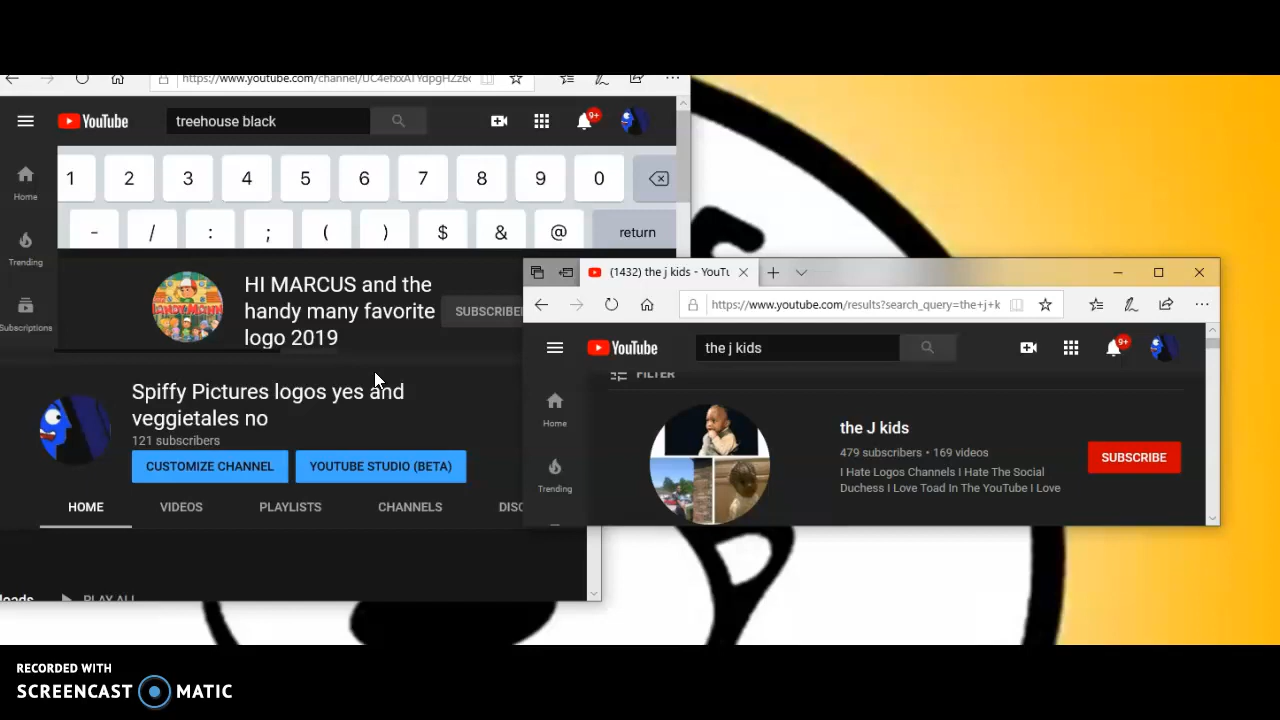 https://www.youtube.com/channel/UC4efxxATYdpgHZz6c
YouTube
treehouse black
9+
Home
Trending
Subscriptions
1 2 3 4 5 6 7 8 9 0
- / : ; ( ) $ & @ return
HI MARCUS and the
handy many favorite
logo 2019
SUBSCRIBE
Spiffy Pictures logos yes and
veggietales no
121 subscribers
CUSTOMIZE CHANNEL
YOUTUBE STUDIO (BETA)
HOME VIDEOS PLAYLISTS CHANNELS DISC
PLAY ALL
(1432) the j kids - YouTu
https://www.youtube.com/results?search_query=the+j+k
YouTube
the j kids
9+
Home
Trending
FILTER
the J kids
479 subscribers • 169 videos
I Hate Logos Channels I Hate The Social
Duchess I Love Toad In The YouTube I Love
SUBSCRIBE
RECORDED WITH
SCREENCAST MATIC